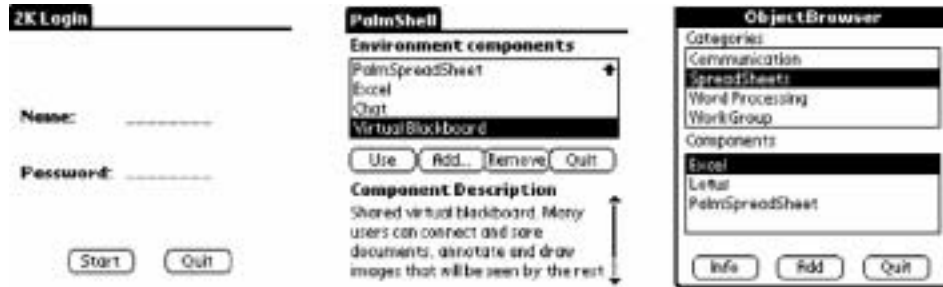 2K Login
Name:
Password:
Start
Quit
PalmShell
Environment components
PalmSpreadSheet
Excel
Chat
VirtualBlackboard
Use
Add...
Remove
Quit
Component Description
Shared virtual blackboard. Many
users can connect and sare
documents, annotate and draw
images that will be seen by the rest
ObjectBrowser
Categories
Communication
SpreadSheets
Word Processing
WorkGroup
Components
Excel
Lotus
PalmSpreadSheet
Info
Add
Quit